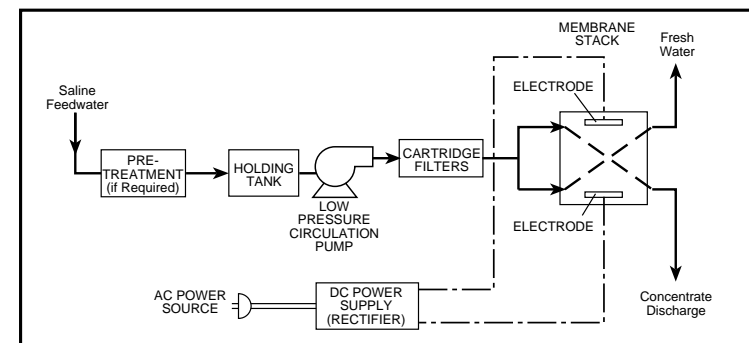 MEMBRANE
STACK
Fresh
Water
Saline
Feedwater
ELECTRODE
PRE-
TREATMENT
(if Required)
HOLDING
TANK
CARTRIDGE
FILTERS
LOW
PRESSURE
CIRCULATION
PUMP
ELECTRODE
AC POWER
SOURCE
DC POWER
SUPPLY
(RECTIFIER)
Concentrate
Discharge